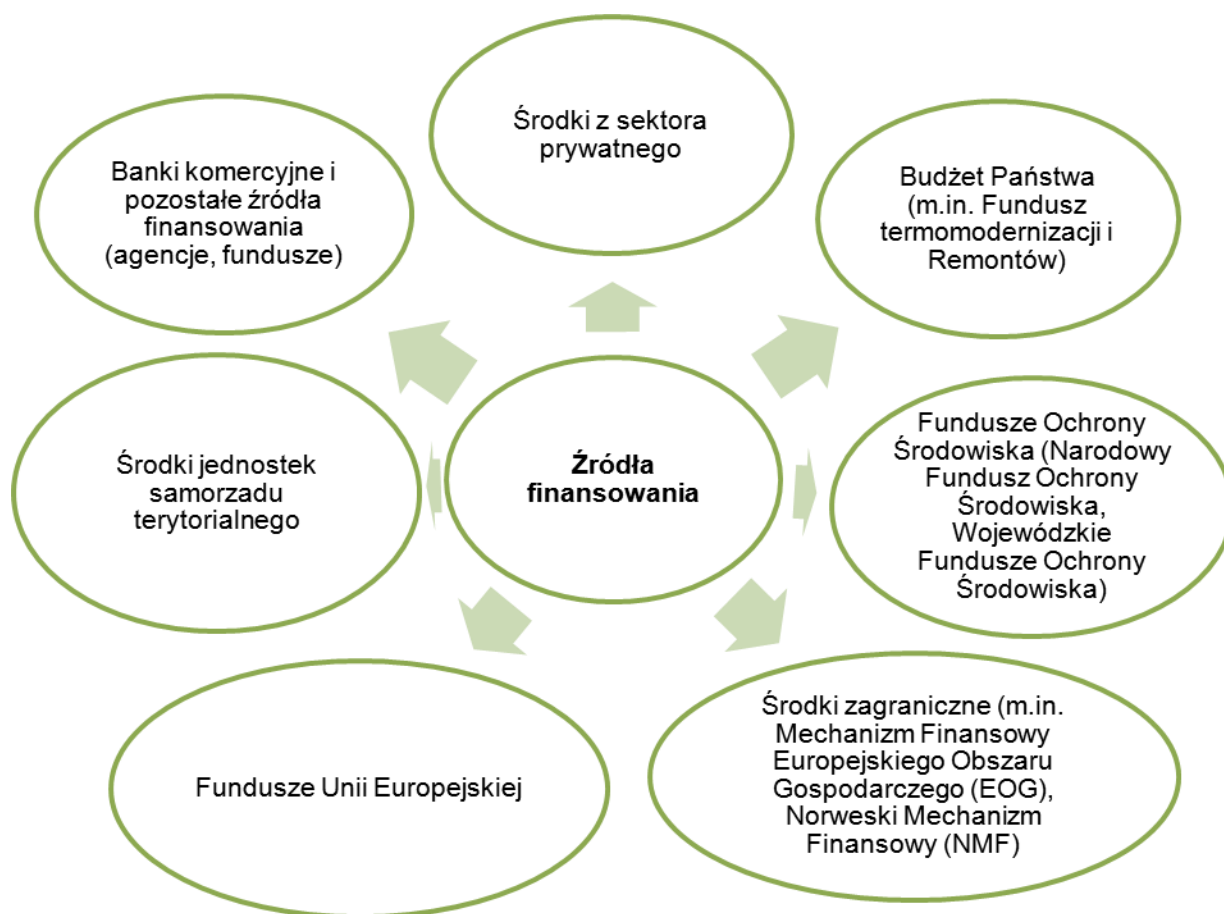 Środki z sektora
prywatnego
Banki komercyjne i
pozostałe źródła
finansowania
(agencje, fundusze)
Budżet Państwa
(m.in. Fundusz
termomodernizacji i
Remontów)
Środki jednostek
samorzadu
terytorialnego
Źródła
finansowania
Fundusze Ochrony
Środowiska (Narodowy
Fundusz Ochrony
Środowiska,
Wojewódzkie
Fundusze Ochrony
Środowiska)
Fundusze Unii Europejskiej
Środki zagraniczne (m.in.
Mechanizm Finansowy
Europejskiego Obszaru
Gospodarczego (EOG),
Norweski Mechanizm
Finansowy (NMF)